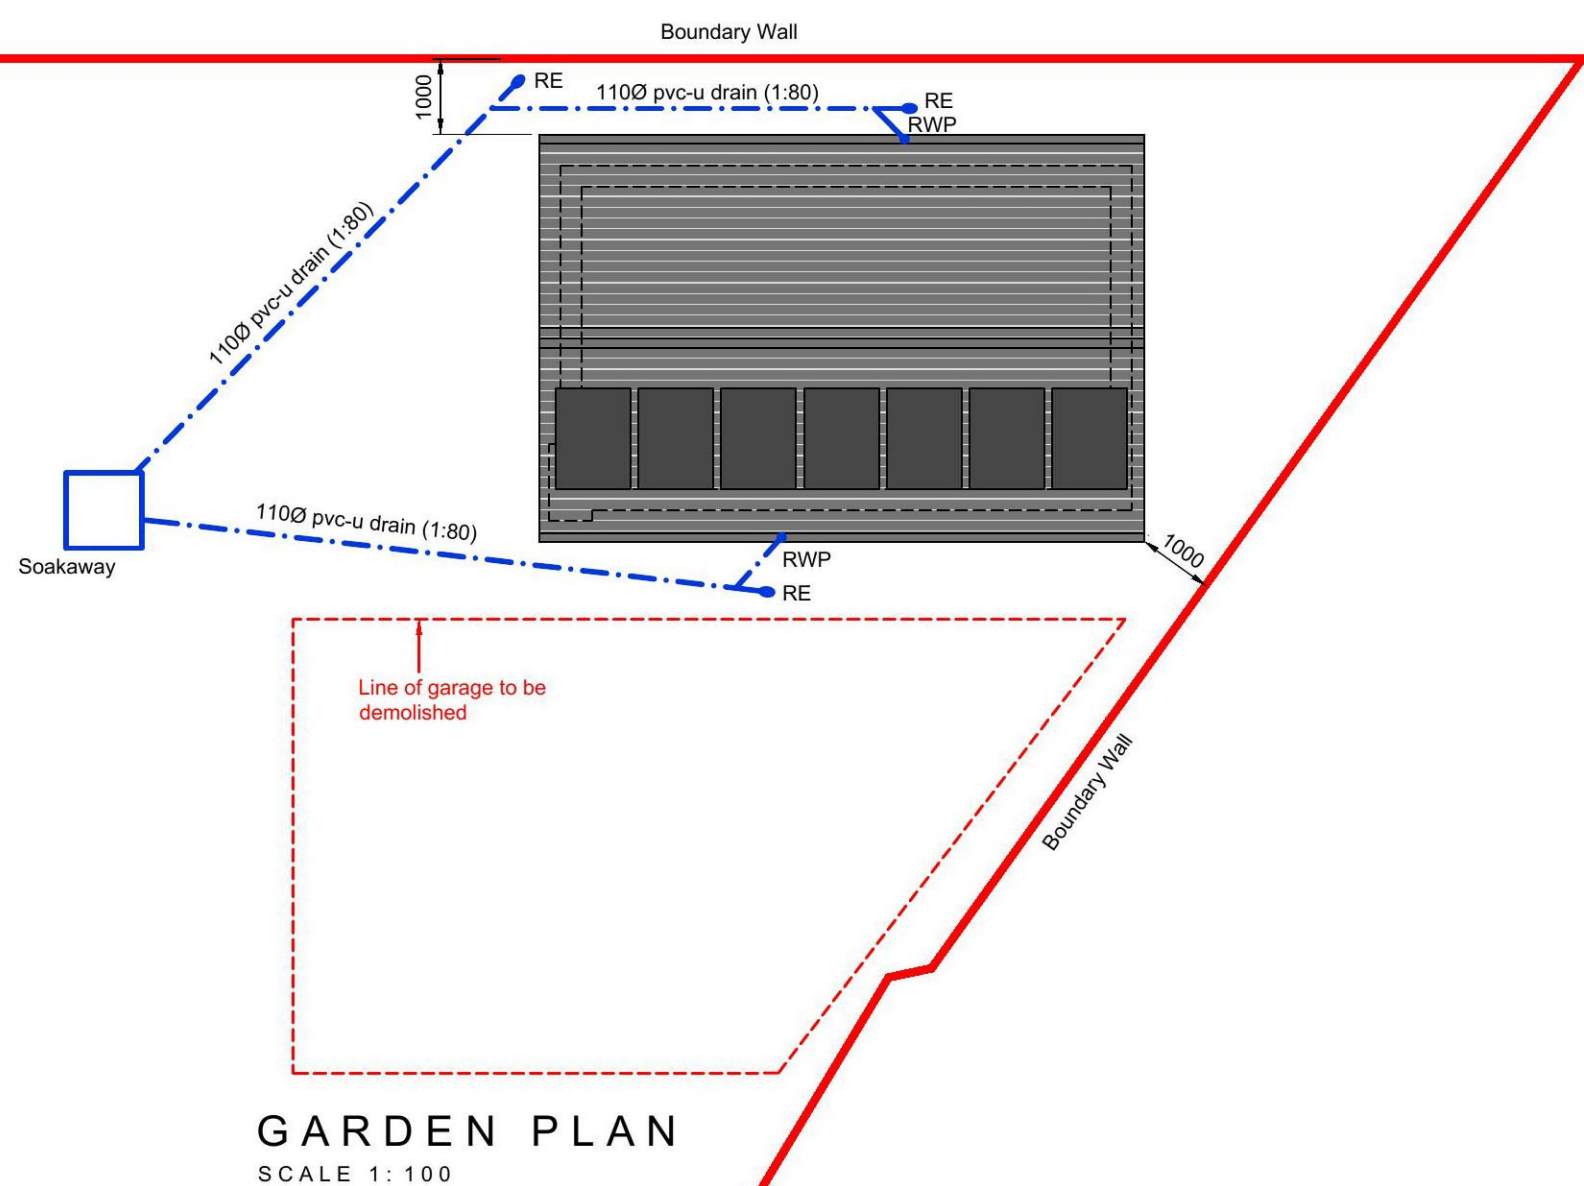 Boundary Wall
RE
1000
110Ø pvc-u drain (1:80)
RE
RWP
110Ø pvc-u drain (1:80)
110Ø pvc-u drain (1:80)
Soakaway
RWP
RE
1000
Line of garage to be
demolished
Boundary Wall
GARDEN PLAN
SCALE 1:100